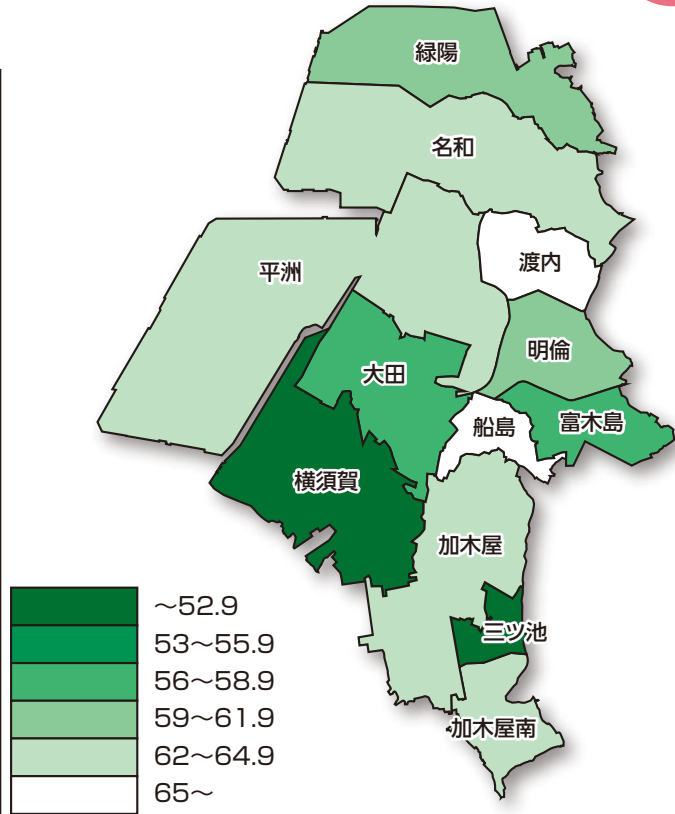 緑陽
名和
渡内
平洲
明倫
大田
富木島
船島
横須賀
加木屋
三ツ池
加木屋南
～52.9
53～55.9
56～58.9
59～61.9
62～64.9
65～